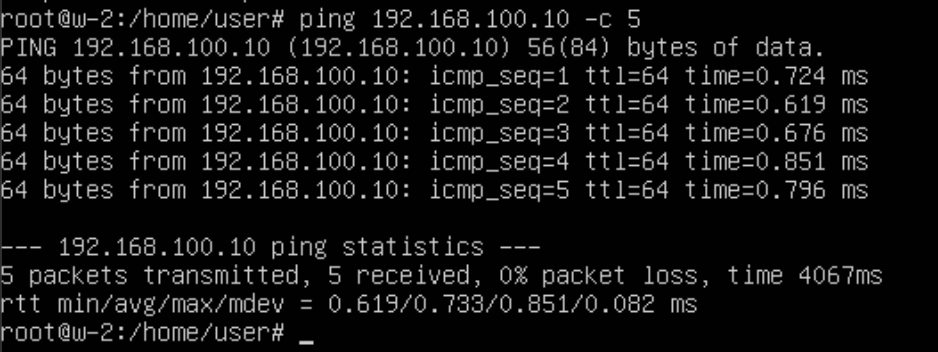 root@w-2:/home/user# ping 192.168.100.10 -c 5
PING 192.168.100.10 (192.168.100.10) 56(84) bytes of data.
64 bytes from 192.168.100.10: icmp_seq=1 ttl=64 time=0.724 ms
64 bytes from 192.168.100.10: icmp_seq=2 ttl=64 time=0.619 ms
64 bytes from 192.168.100.10: icmp_seq=3 ttl=64 time=0.676 ms
64 bytes from 192.168.100.10: icmp_seq=4 ttl=64 time=0.851 ms
64 bytes from 192.168.100.10: icmp_seq=5 ttl=64 time=0.796 ms
--- 192.168.100.10 ping statistics ---
5 packets transmitted, 5 received, 0% packet loss, time 4067ms
rtt min/avg/max/mdev = 0.619/0.733/0.851/0.082 ms
root@w-2:/home/user# _